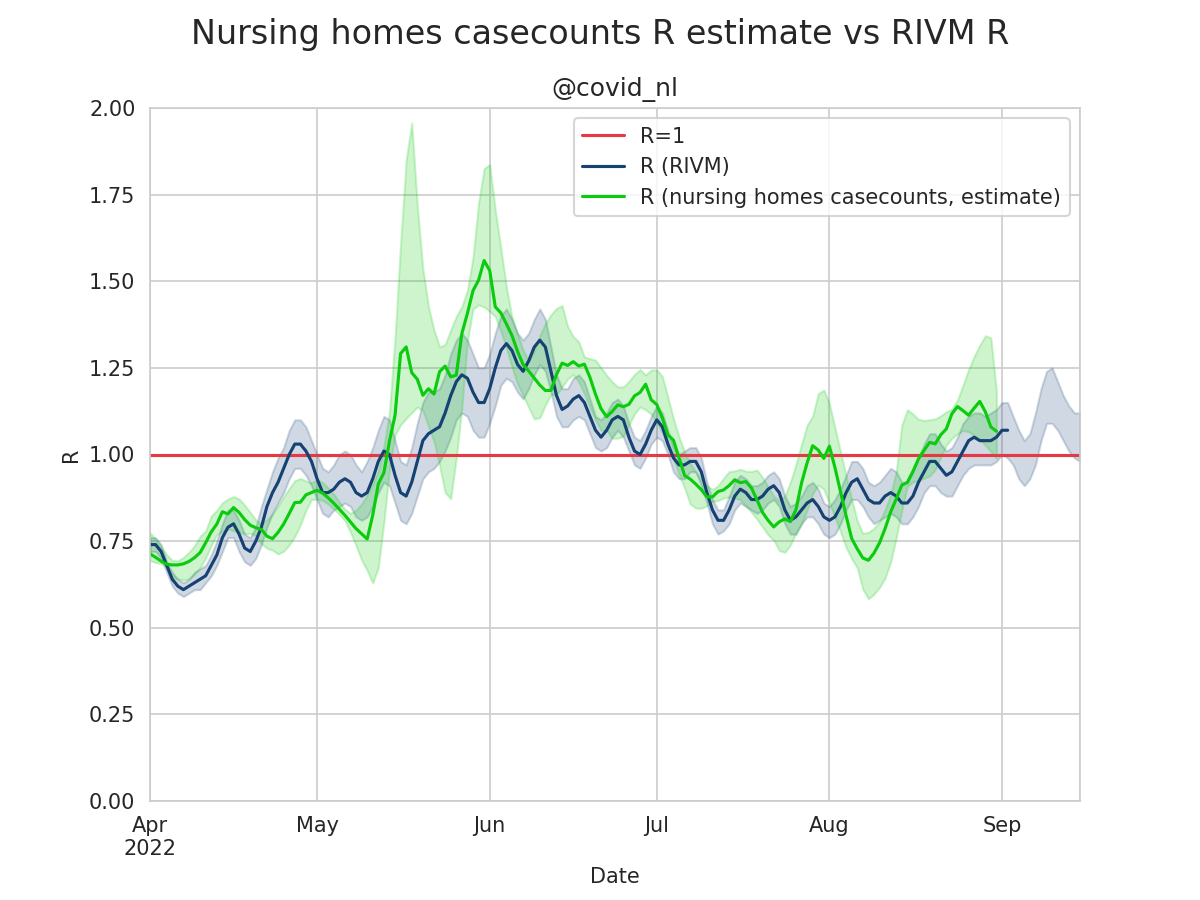 Nursing homes casecounts R estimate vs RIVM R
@covid_nl
R=1
R (RIVM)
R (nursing homes casecounts, estimate)
2.00
1.75
1.50
1.25
1.00
0.75
0.50
0.25
0.00
R
Apr May Jun Jul Aug Sep
2022
Date